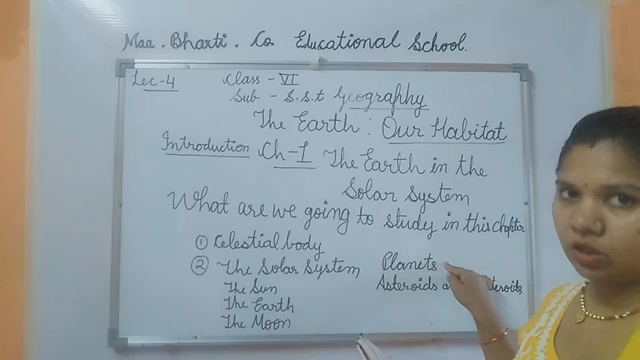 Maa. Bharti. Co. Educational School.
Lec-4
Class - VI
Sub - S.s.t Geography
The Earth : Our Habitat
Introduction Ch-1 The Earth in the
Solar System
What are we going to study in this chapter
① Celestial body
② The Solar System
Planets
The Sun
Asteroids
The Earth
The Moon